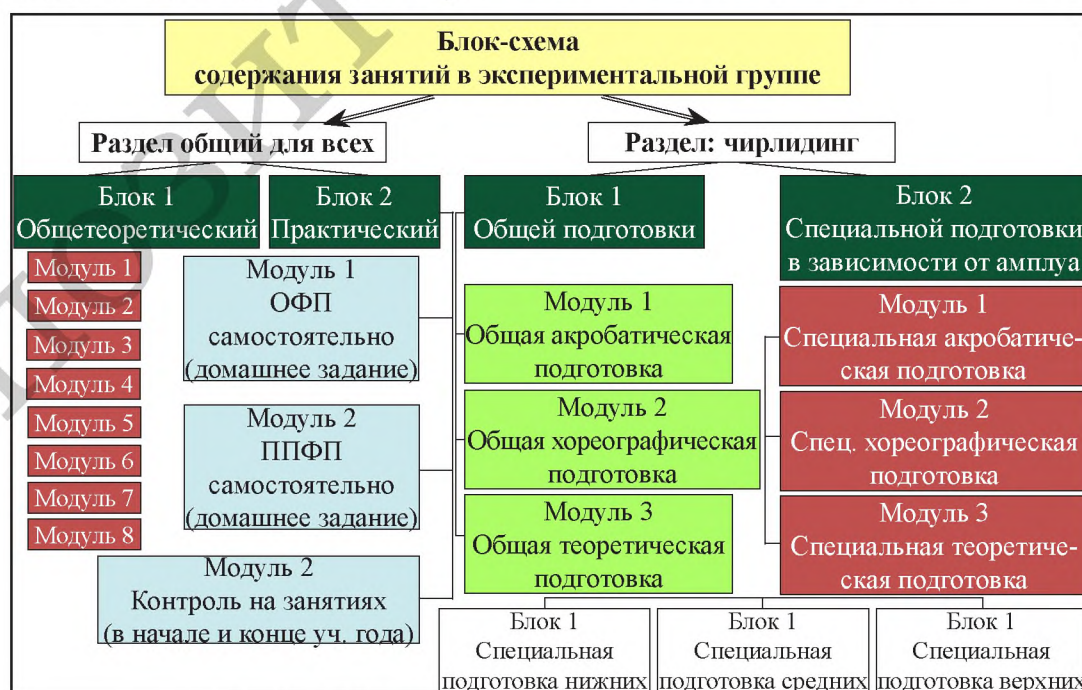 Блок-схема
содержания занятий в экспериментальной группе
Раздел общий для всех
Раздел: чирлидинг
Блок 1
Общетеоретический
Блок 2
Практический
Блок 1
Общей подготовки
Блок 2
Специальной подготовки
в зависимости от амплуа
Модуль 1
Модуль 2
Модуль 3
Модуль 4
Модуль 5
Модуль 6
Модуль 7
Модуль 8
Модуль 1
ОФП
самостоятельно
(домашнее задание)
Модуль 2
ППФП
самостоятельно
(домашнее задание)
Модуль 2
Контроль на занятиях
(в начале и конце уч. года)
Модуль 1
Общая акробатическая
подготовка
Модуль 2
Общая хореографическая
подготовка
Модуль 3
Общая теоретическая
подготовка
Модуль 1
Специальная акробатиче-
ская подготовка
Модуль 2
Спец. хореографическая
подготовка
Модуль 3
Специальная теоретиче-
ская подготовка
Блок 1
Специальная
подготовка нижних
Блок 1
Специальная
подготовка средних
Блок 1
Специальная
подготовка верхних